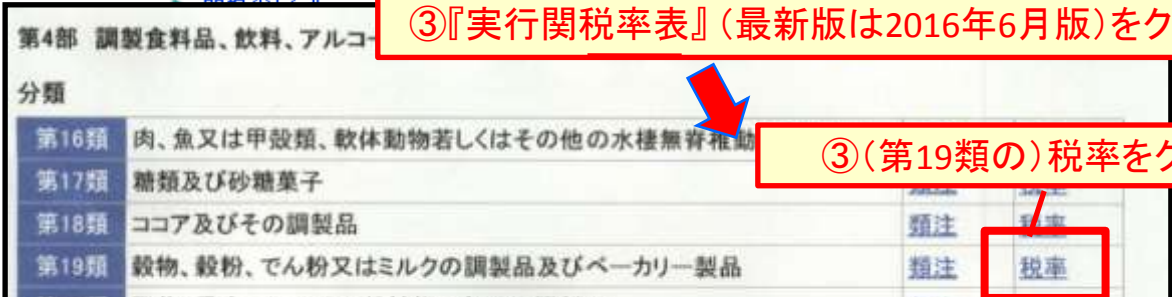 ③『実行関税率表』（最新版は2016年6月版）をク
第4部 調製食料品、飲料、アルコー
分類
第16類 肉、魚又は甲殻類、軟体動物若しくはその他の水棲無脊椎動
③（第19類の）税率をク
第17類 糖類及び砂糖菓子
第18類 ココア及びその調製品 類注 税率
第19類 穀物、穀粉、でん粉又はミルクの調製品及びベーカリー製品 類注 税率